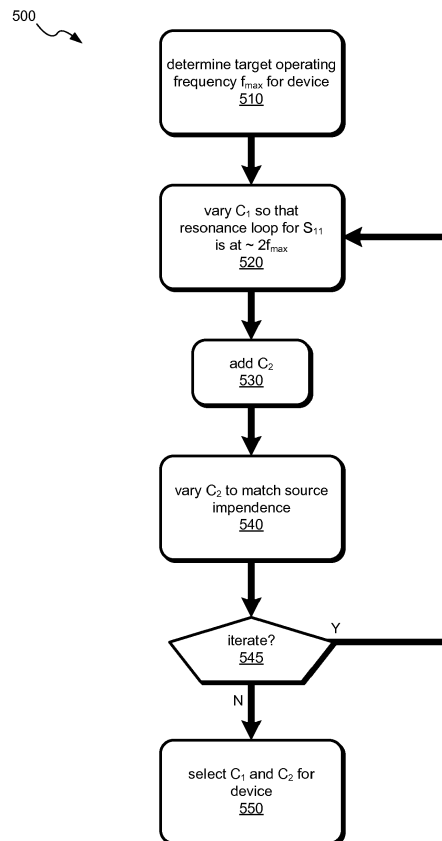 500
determine target operating
frequency fmax for device
510
vary C1 so that
resonance loop for S11
is at ~ 2fmax
520
add C2
530
vary C2 to match source
impendence
540
iterate?
545
Y
N
select C1 and C2 for
device
550